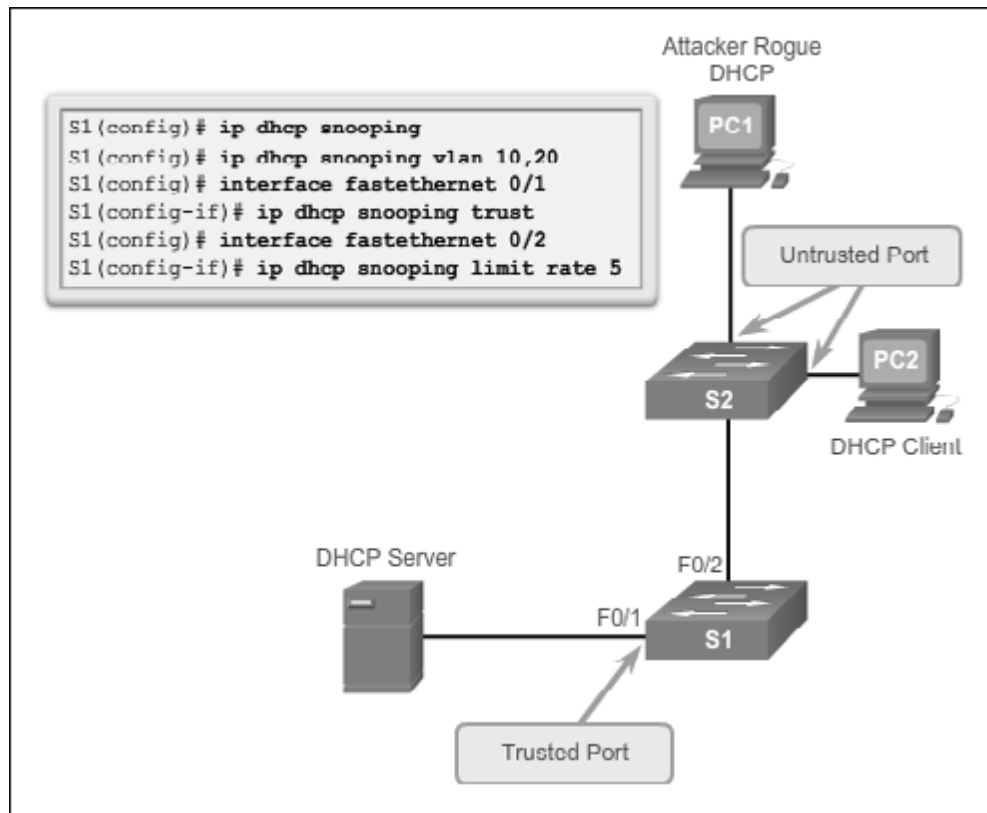 Attacker Rogue
DHCP
PC1
S1(config)# ip dhcp snooping
S1(config)# ip dhcp snooping vlan 10,20
S1(config)# interface fastethernet 0/1
S1(config-if)# ip dhcp snooping trust
S1(config)# interface fastethernet 0/2
S1(config-if)# ip dhcp snooping limit rate 5
Untrusted Port
PC2
S2
DHCP Client
DHCP Server
F0/2
F0/1
S1
Trusted Port